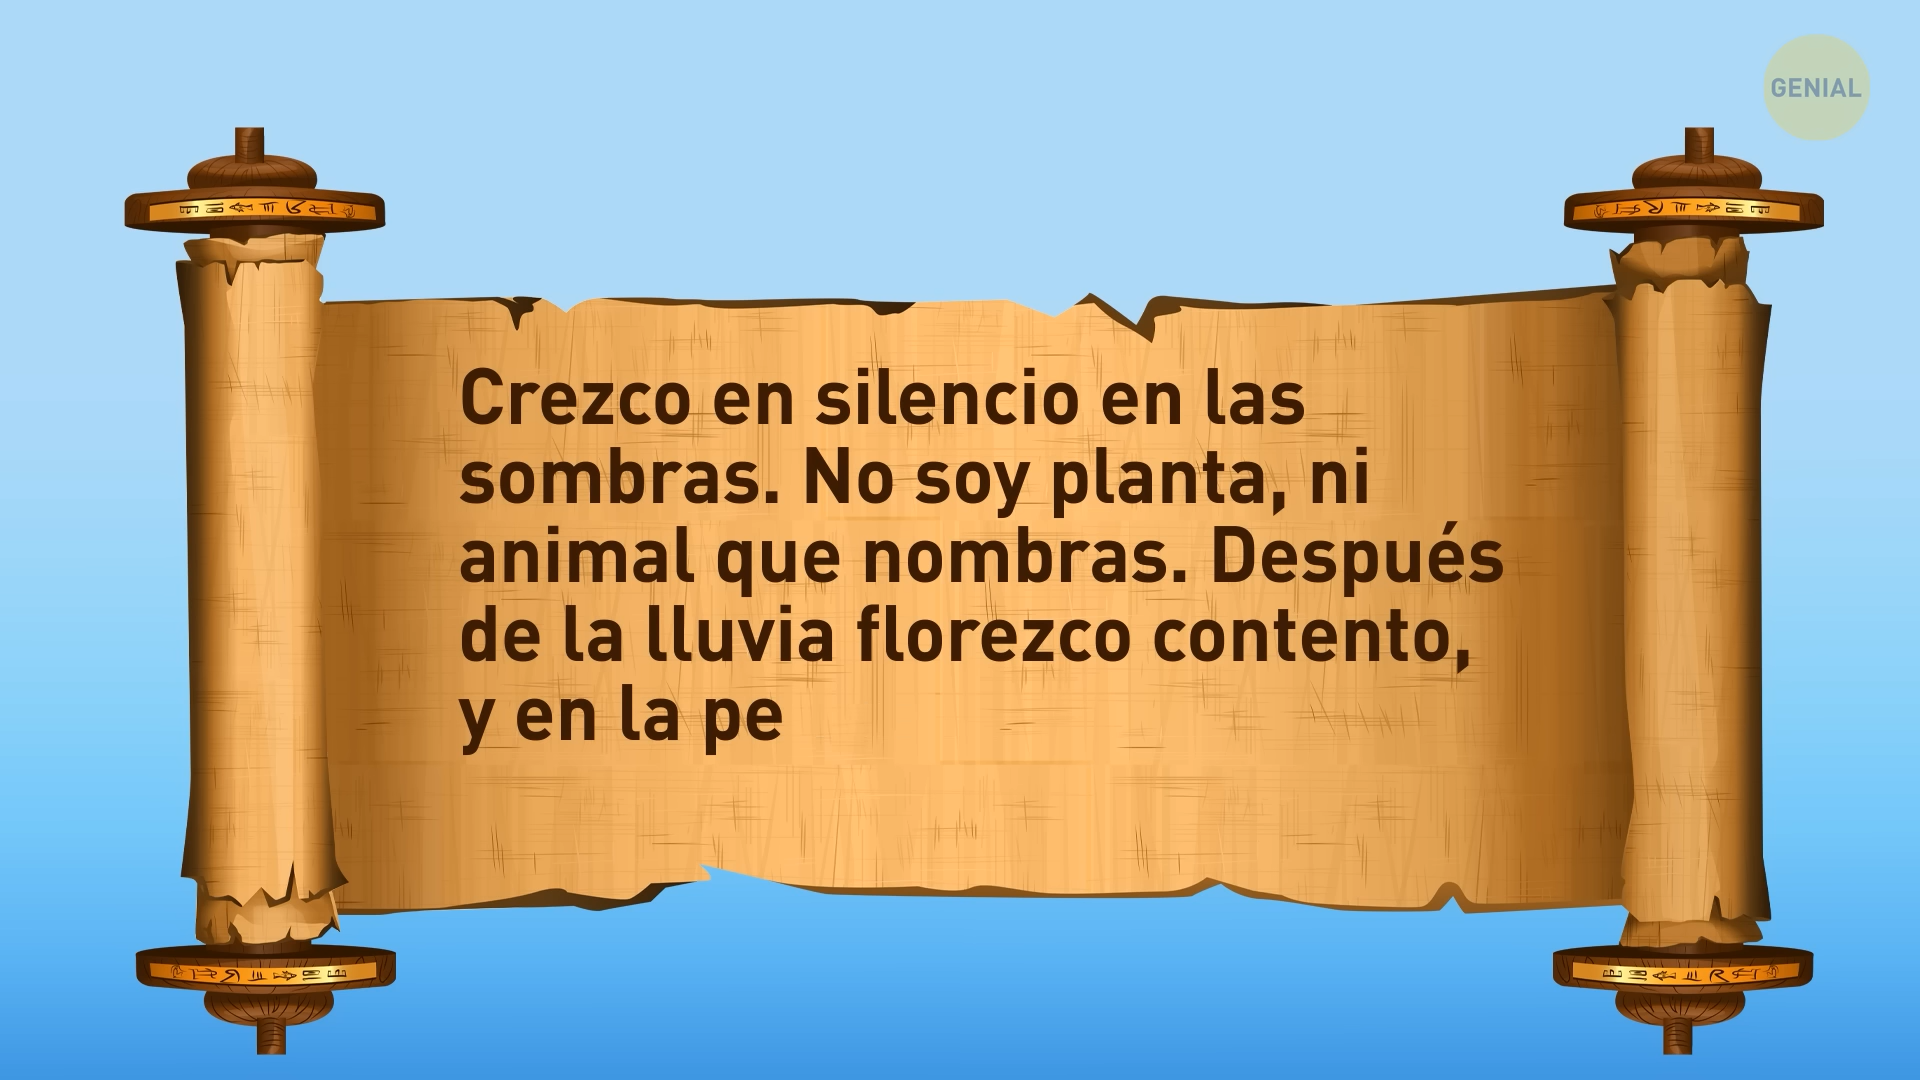 GENIAL
Crezco en silencio en las
sombras. No soy planta, ni
animal que nombras. Después
de la lluvia florezco contento,
y en la pe